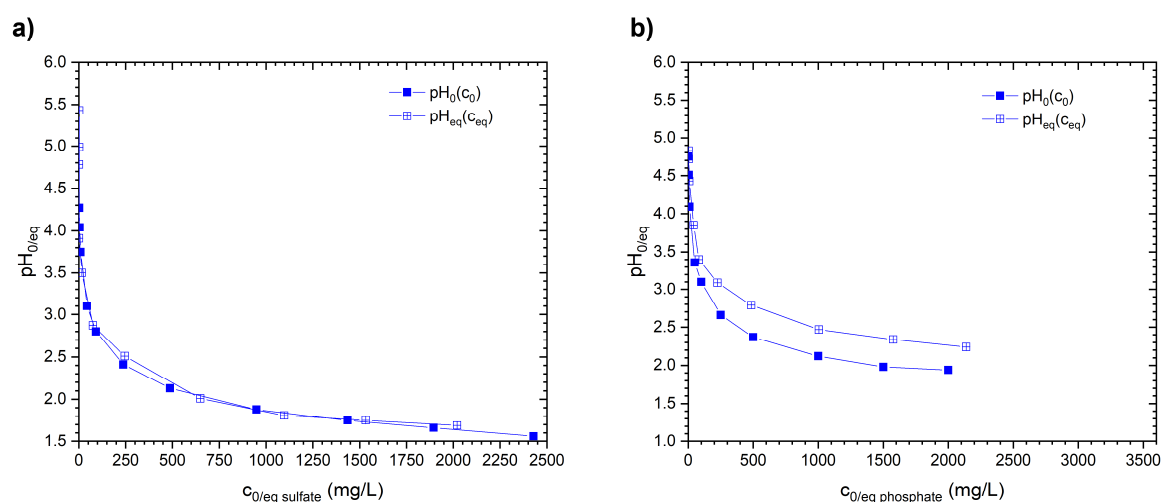 a)
6.0
5.5
5.0
4.5
4.0
3.5
3.0
2.5
2.0
1.5
pH0/eq
0 250 500 750 1000 1250 1500 1750 2000 2250 2500
c0/eq sulfate (mg/L)
pH0(c0)
pHeq(ceq)
b)
6.0
5.5
5.0
4.5
4.0
3.5
3.0
2.5
2.0
1.5
1.0
pH0/eq
0 500 1000 1500 2000 2500 3000 3500
c0/eq phosphate (mg/L)
pH0(c0)
pHeq(ceq)